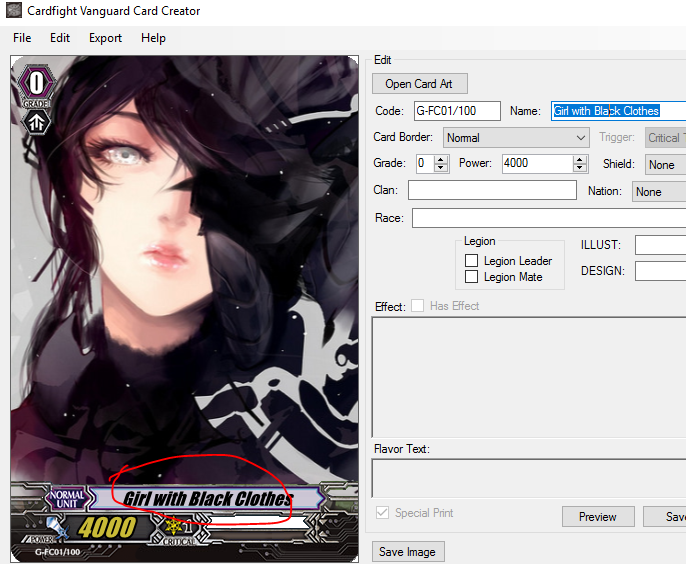 Cardfight Vanguard Card Creator
File Edit Export Help
0
GRADE
NORMAL UNIT
Girl with Black Clothes
POWER
4000
1
CRITICAL
G-FC01/100
Edit
Open Card Art
Code: G-FC01/100 Name: Girl with Black Clothes
Card Border: Normal Trigger: Critical T
Grade: 0 Power: 4000 Shield: None
Clan: Nation: None
Race:
Legion
Legion Leader
Legion Mate
ILLUST:
DESIGN:
Effect: Has Effect
Flavor Text:
Special Print Preview Save
Save Image